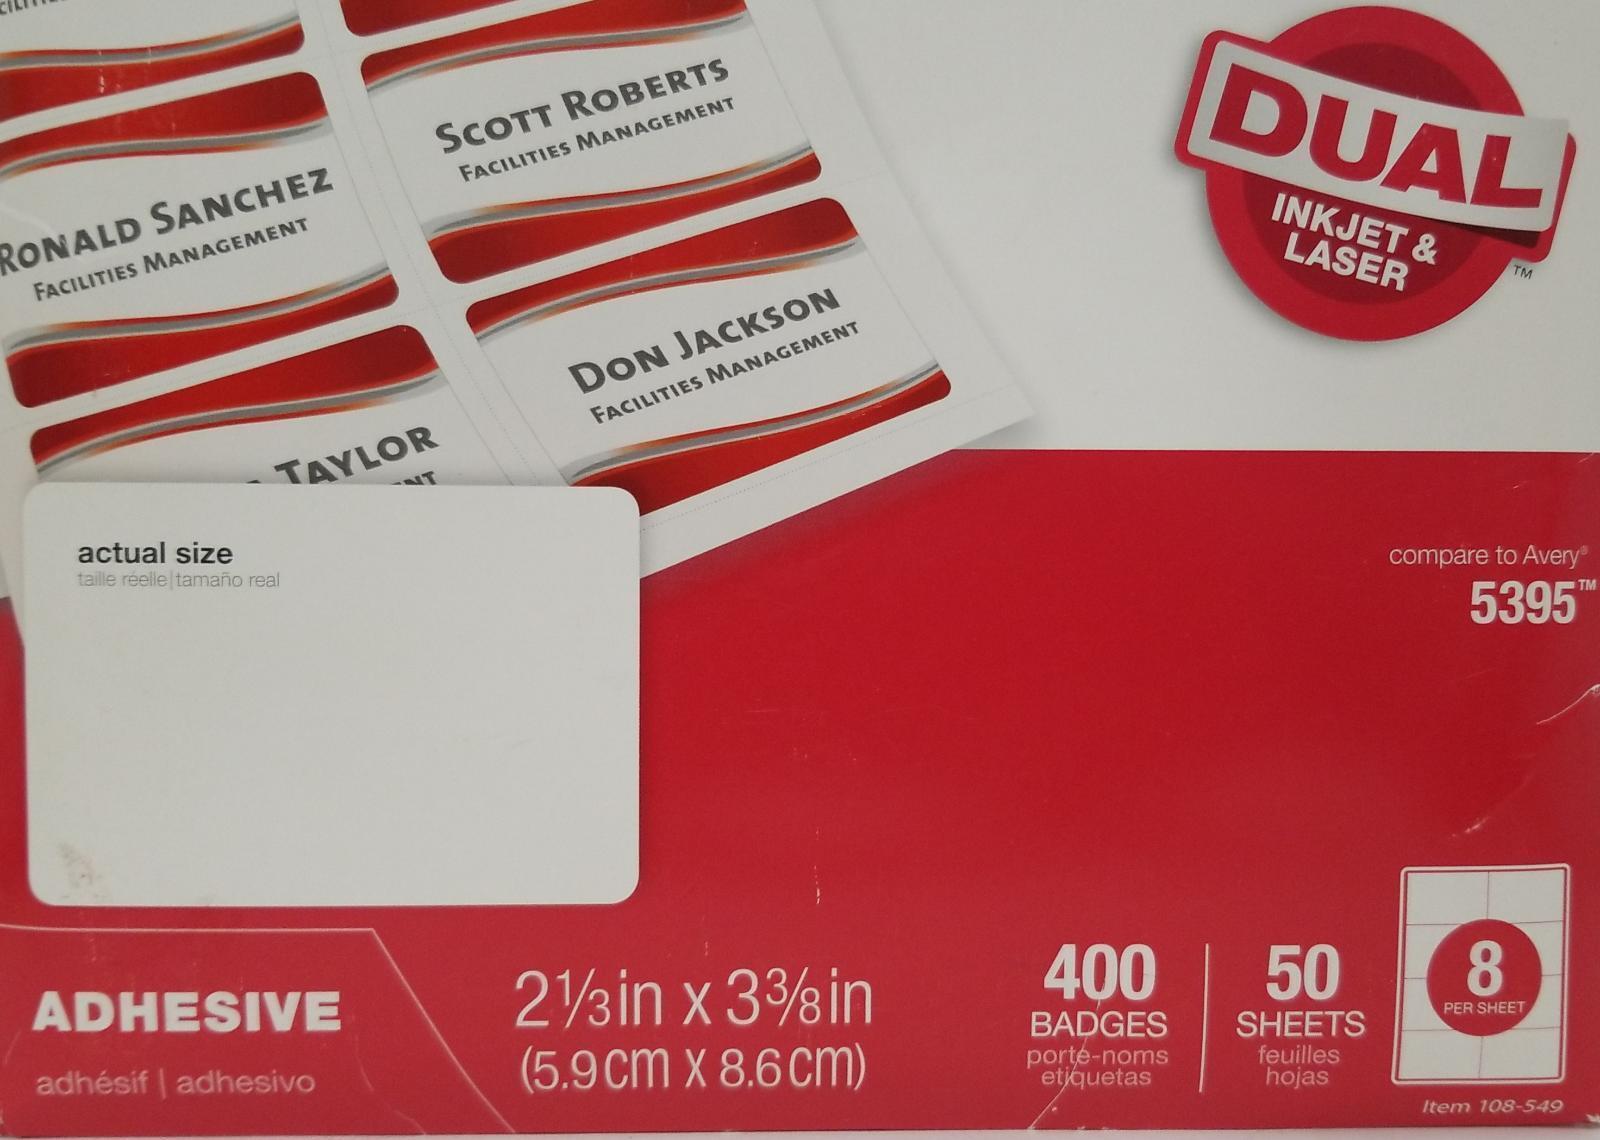 SCOTT ROBERTS
FACILITIES MANAGEMENT
RONALD SANCHEZ
FACILITIES MANAGEMENT
DON JACKSON
FACILITIES MANAGEMENT
TAYLOR
DUAL
INKJET &
LASER
TM
actual size
taille réelle|tamaño real
compare to Avery®
5395™
ADHESIVE
adhésif | adhesivo
2⅓in x 3⅜in
(5.9cm x 8.6cm)
400
BADGES
porte-noms
etiquetas
50
SHEETS
feuilles
hojas
8
PER SHEET
Item 108-549